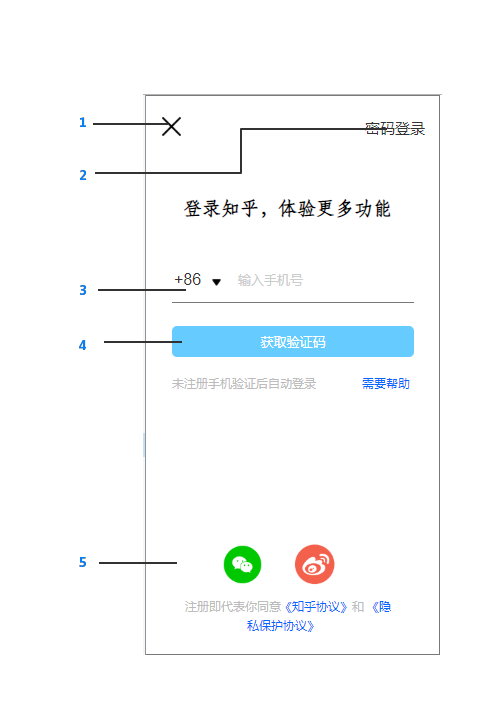 1
密码登录
2
登录知乎，体验更多功能
3
+86 输入手机号
4
获取验证码
未注册手机验证后自动登录 需要帮助
5
注册即代表你同意《知乎协议》和《隐
私保护协议》